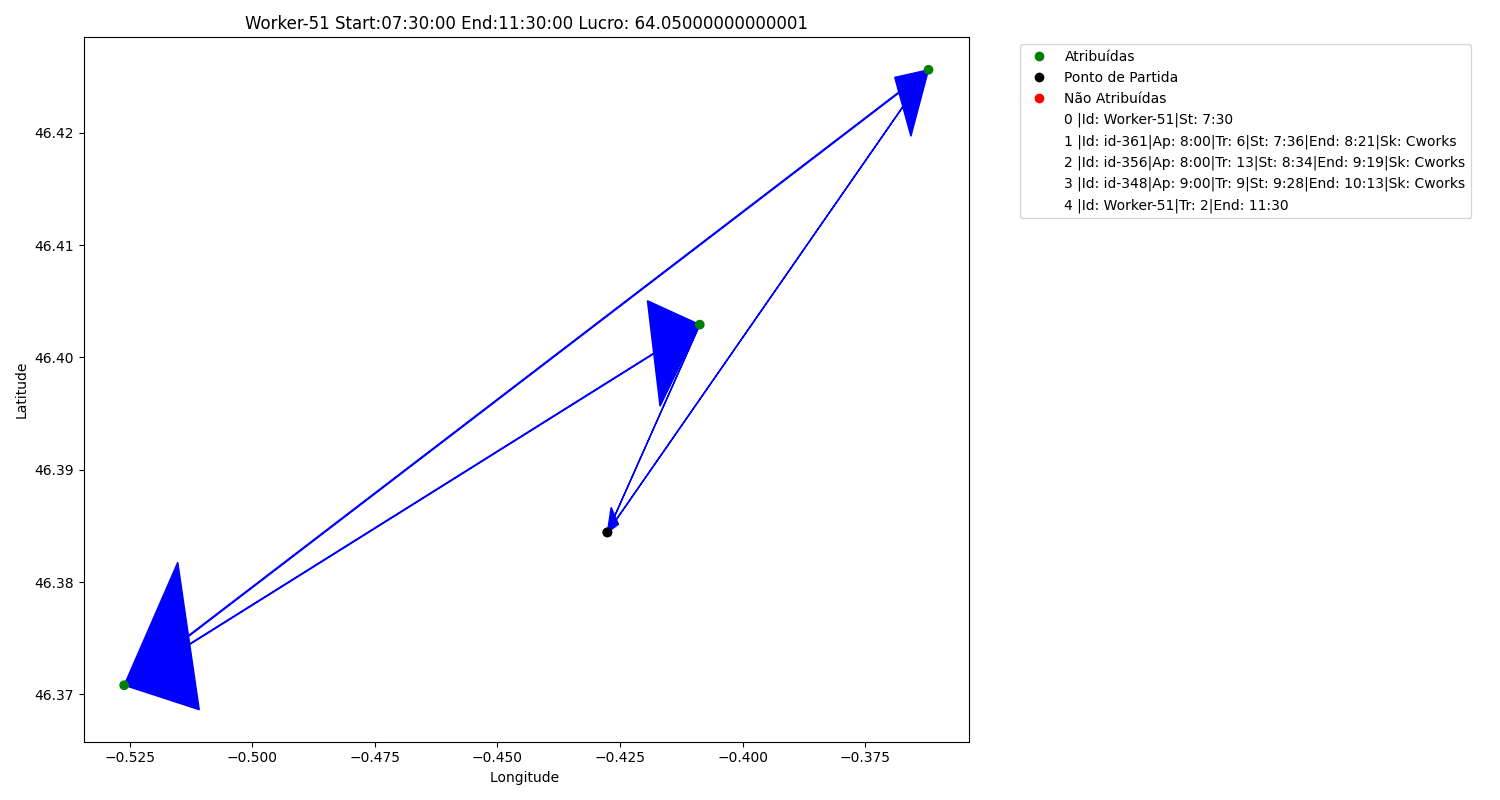 Worker-51 Start:07:30:00 End:11:30:00 Lucro: 64.05000000000001
Atribuídas
Ponto de Partida
Não Atribuídas
0 |Id: Worker-51|St: 7:30
1 |Id: id-361|Ap: 8:00|Tr: 6|St: 7:36|End: 8:21|Sk: Cworks
2 |Id: id-356|Ap: 8:00|Tr: 13|St: 8:34|End: 9:19|Sk: Cworks
3 |Id: id-348|Ap: 9:00|Tr: 9|St: 9:28|End: 10:13|Sk: Cworks
4 |Id: Worker-51|Tr: 2|End: 11:30
46.42
46.41
46.40
46.39
46.38
46.37
Latitude
−0.525
−0.500
−0.475
−0.450
−0.425
−0.400
−0.375
Longitude